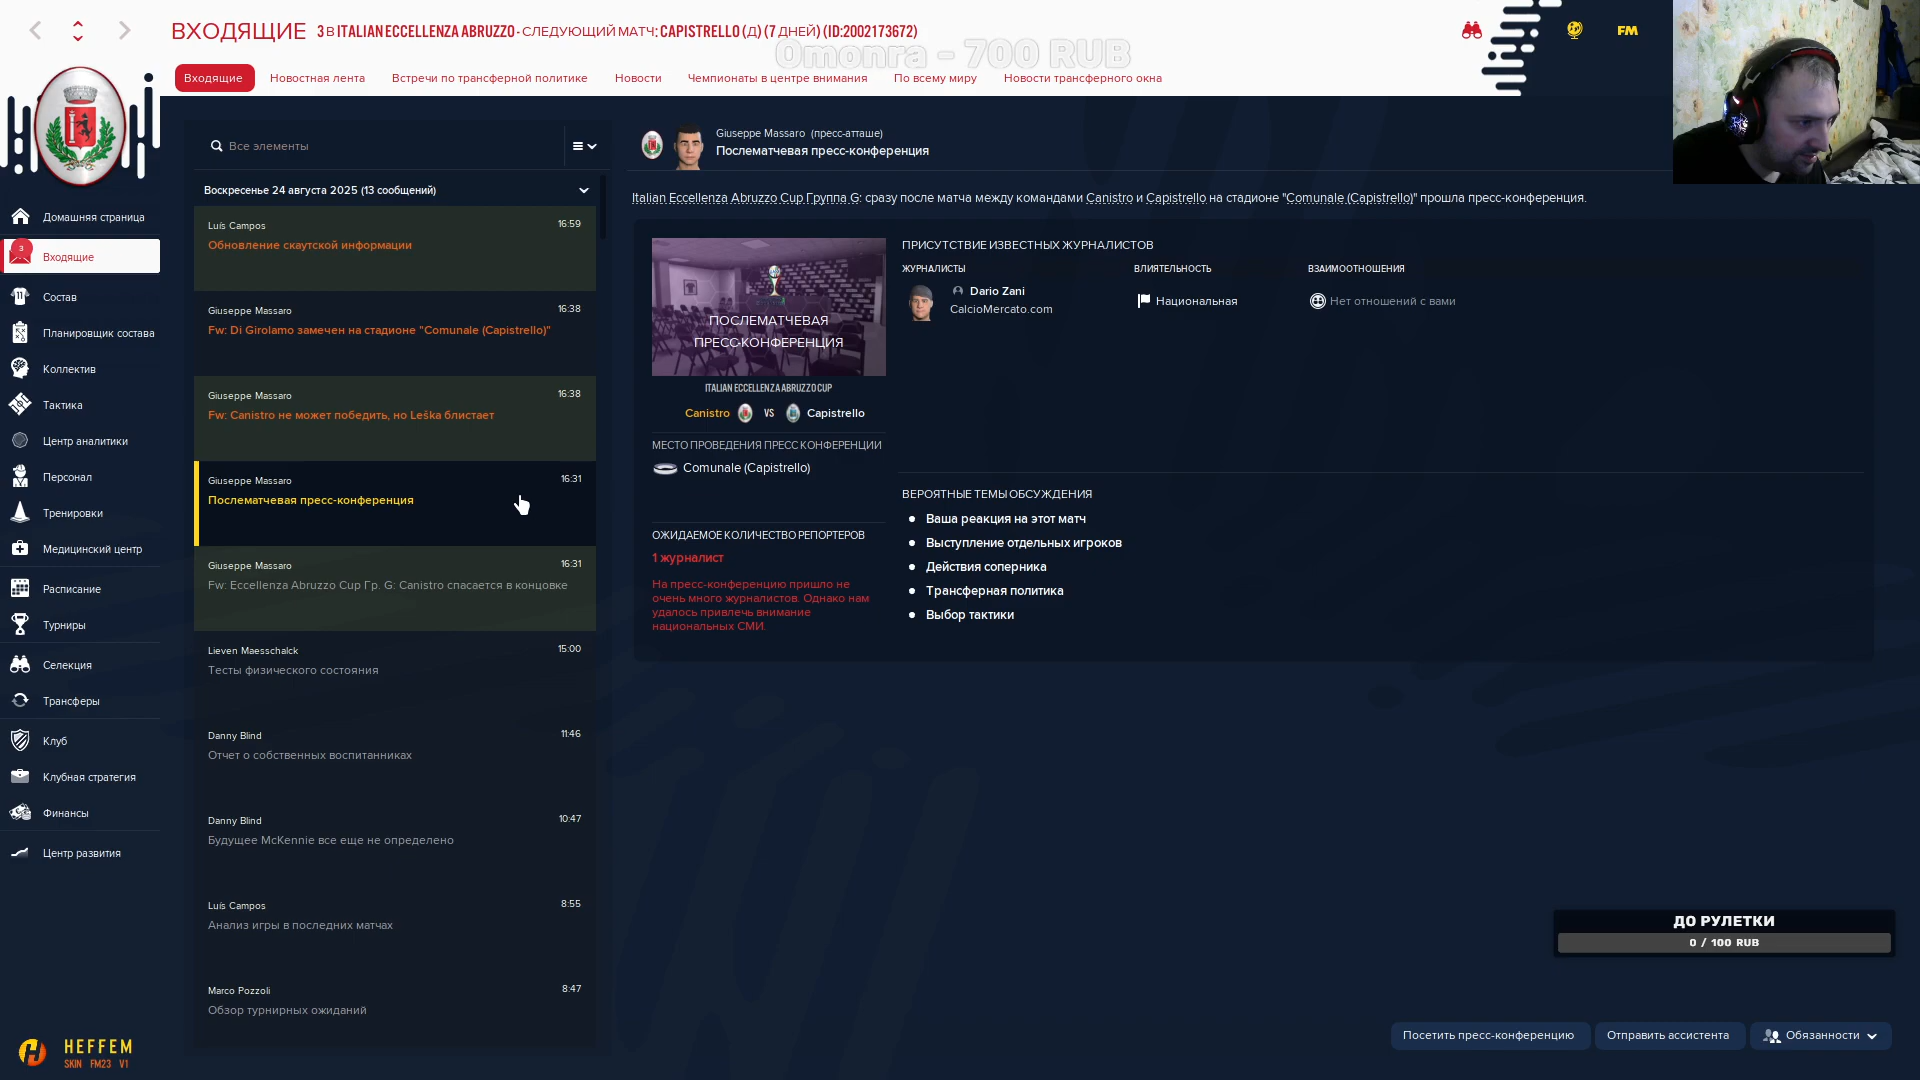 ВХОДЯЩИЕ 3 В ITALIAN ECCELLENZA ABRUZZO - СЛЕДУЮЩИЙ МАТЧ: CAPISTRELLO (Д) (7 ДНЕЙ) (ID:2002173672)
Omonra - 700 RUB
FM
Входящие Новостная лента Встречи по трансферной политике Новости Чемпионаты в центре внимания По всему миру Новости трансферного окна
Домашняя страница
3
Входящие
11
Состав
Планировщик состава
Коллектив
Тактика
Центр аналитики
Персонал
Тренировки
Медицинский центр
Расписание
Турниры
Селекция
Трансферы
Клуб
Клубная стратегия
Финансы
Центр развития
HEFFEM
SKIN FM23 V1
Все элементы
Воскресенье 24 августа 2025 (13 сообщений)
Luís Campos 16:59
Обновление скаутской информации
Giuseppe Massaro 16:38
Fw: Di Girolamo замечен на стадионе "Comunale (Capistrello)"
Giuseppe Massaro 16:38
Fw: Canistro не может победить, но Leška блистает
Giuseppe Massaro 16:31
Послематчевая пресс-конференция
Giuseppe Massaro 16:31
Fw: Eccellenza Abruzzo Cup Гр. G: Canistro спасается в концовке
Lieven Maesschalck 15:00
Тесты физического состояния
Danny Blind 11:46
Отчет о собственных воспитанниках
Danny Blind 10:47
Будущее McKennie все еще не определено
Luís Campos 8:55
Анализ игры в последних матчах
Marco Pozzoli 8:47
Обзор турнирных ожиданий
Giuseppe Massaro (пресс-атташе)
Послематчевая пресс-конференция
Italian Eccellenza Abruzzo Cup Группа G: сразу после матча между командами Canistro и Capistrello на стадионе "Comunale (Capistrello)" прошла пресс-конференция.
ПОСЛЕМАТЧЕВАЯ
ПРЕСС-КОНФЕРЕНЦИЯ
ITALIAN ECCELLENZA ABRUZZO CUP
Canistro VS Capistrello
МЕСТО ПРОВЕДЕНИЯ ПРЕСС КОНФЕРЕНЦИИ
Comunale (Capistrello)
ОЖИДАЕМОЕ КОЛИЧЕСТВО РЕПОРТЕРОВ
1 журналист
На пресс-конференцию пришло не
очень много журналистов. Однако нам
удалось привлечь внимание
национальных СМИ.
ПРИСУТСТВИЕ ИЗВЕСТНЫХ ЖУРНАЛИСТОВ
ЖУРНАЛИСТЫ ВЛИЯТЕЛЬНОСТЬ ВЗАИМООТНОШЕНИЯ
Dario Zani
CalcioMercato.com
Национальная
Нет отношений с вами
ВЕРОЯТНЫЕ ТЕМЫ ОБСУЖДЕНИЯ
Ваша реакция на этот матч
Выступление отдельных игроков
Действия соперника
Трансферная политика
Выбор тактики
ДО РУЛЕТКИ
0 / 100 RUB
Посетить пресс-конференцию Отправить ассистента Обязанности